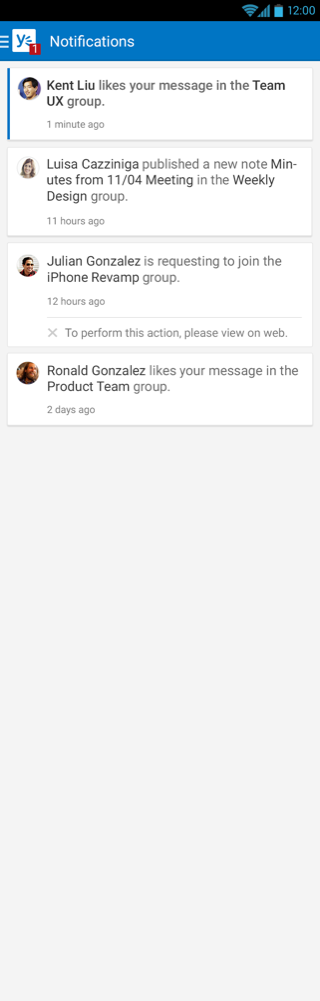 12:00
y 1 Notifications
Kent Liu likes your message in the Team
UX group.
1 minute ago
Luisa Cazziniga published a new note Min-
utes from 11/04 Meeting in the Weekly
Design group.
11 hours ago
Julian Gonzalez is requesting to join the
iPhone Revamp group.
12 hours ago
To perform this action, please view on web.
Ronald Gonzalez likes your message in the
Product Team group.
2 days ago